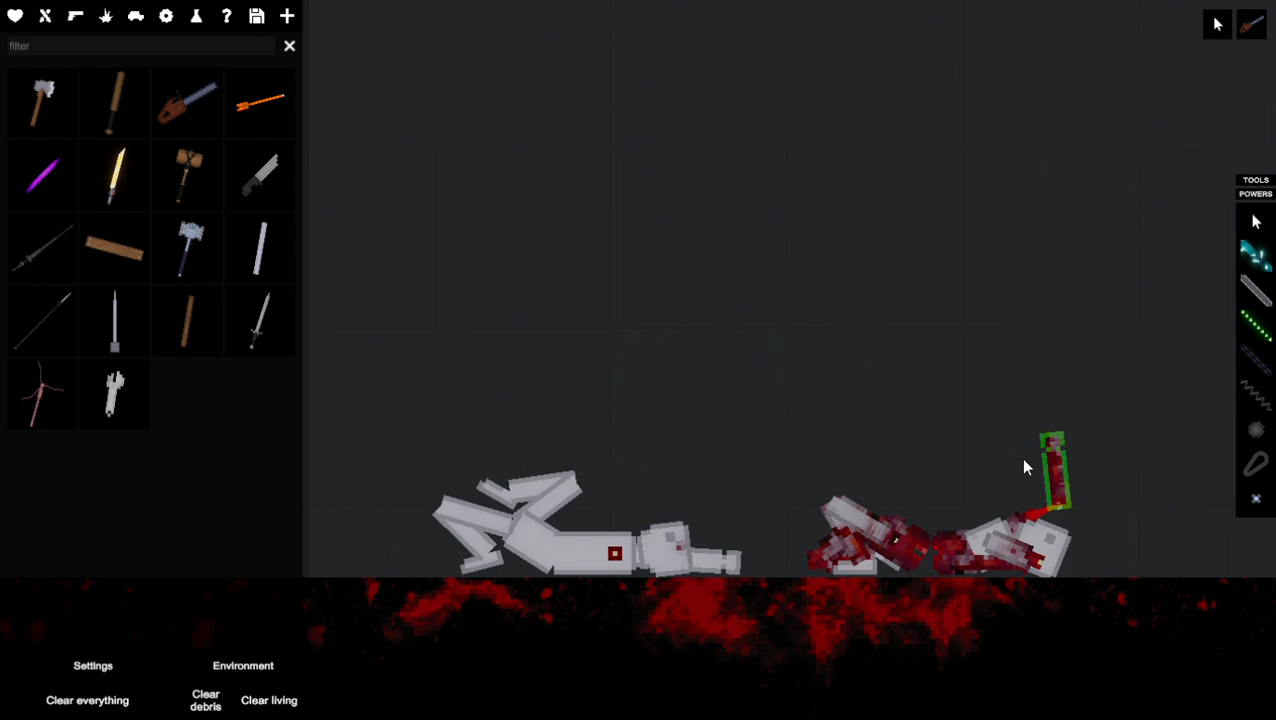 ?
filter
TOOLS
POWERS
Settings
Environment
Clear everything
Clear
debris
Clear living